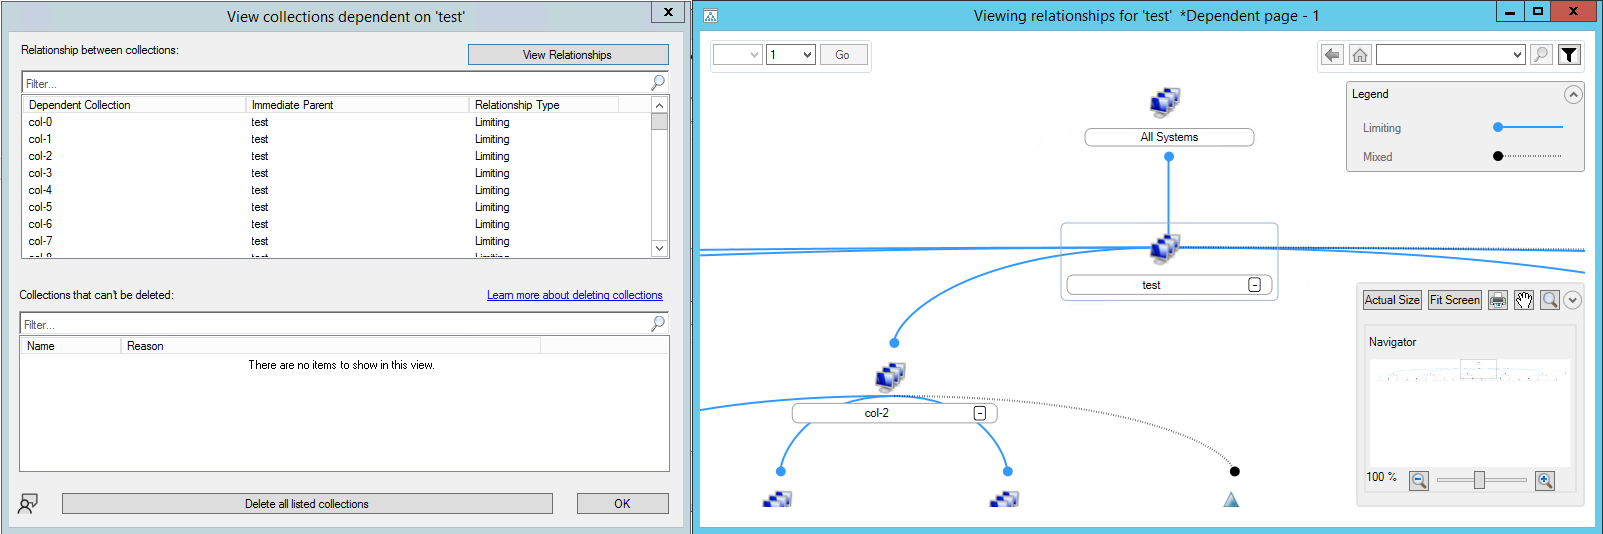 View collections dependent on 'test'
x
Relationship between collections:
View Relationships
Filter...
Dependent Collection Immediate Parent Relationship Type
col-0 test Limiting
col-1 test Limiting
col-2 test Limiting
col-3 test Limiting
col-4 test Limiting
col-5 test Limiting
col-6 test Limiting
col-7 test Limiting
Collections that can't be deleted:
Learn more about deleting collections
Filter...
Name Reason
There are no items to show in this view.
Delete all listed collections
OK
Viewing relationships for 'test' *Dependent page - 1
x
1
Go
Legend
Limiting
Mixed
All Systems
test
col-2
Actual Size
Fit Screen
Navigator
100 %